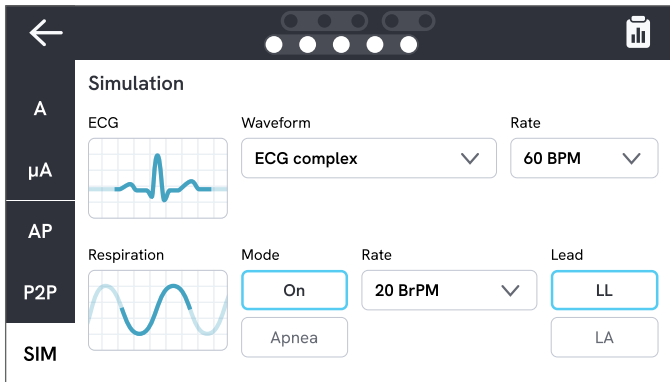 Simulation
A
µA
AP
P2P
SIM
ECG
Waveform
Rate
ECG complex
60 BPM
Respiration
Mode
Rate
Lead
On
20 BrPM
LL
Apnea
LA